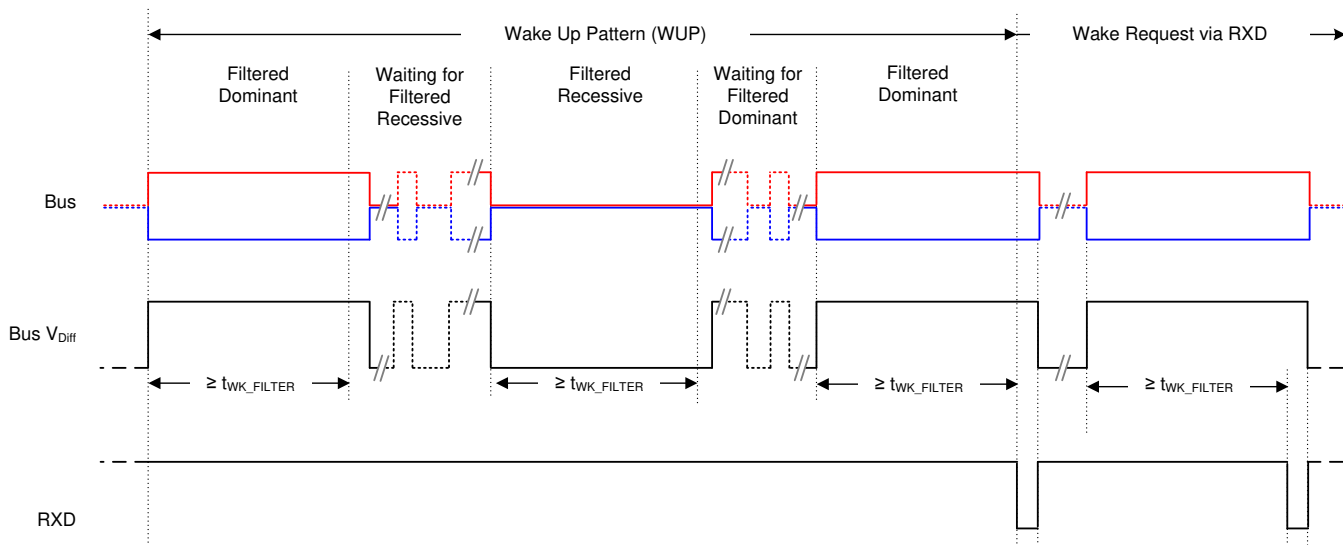 Wake Up Pattern (WUP)
Wake Request via RXD
Filtered
Dominant
Waiting for
Filtered
Recessive
Filtered
Recessive
Waiting for
Filtered
Dominant
Filtered
Dominant
Bus
Bus VDiff
≥ tWK_FILTER
≥ tWK_FILTER
≥ tWK_FILTER
≥ tWK_FILTER
RXD